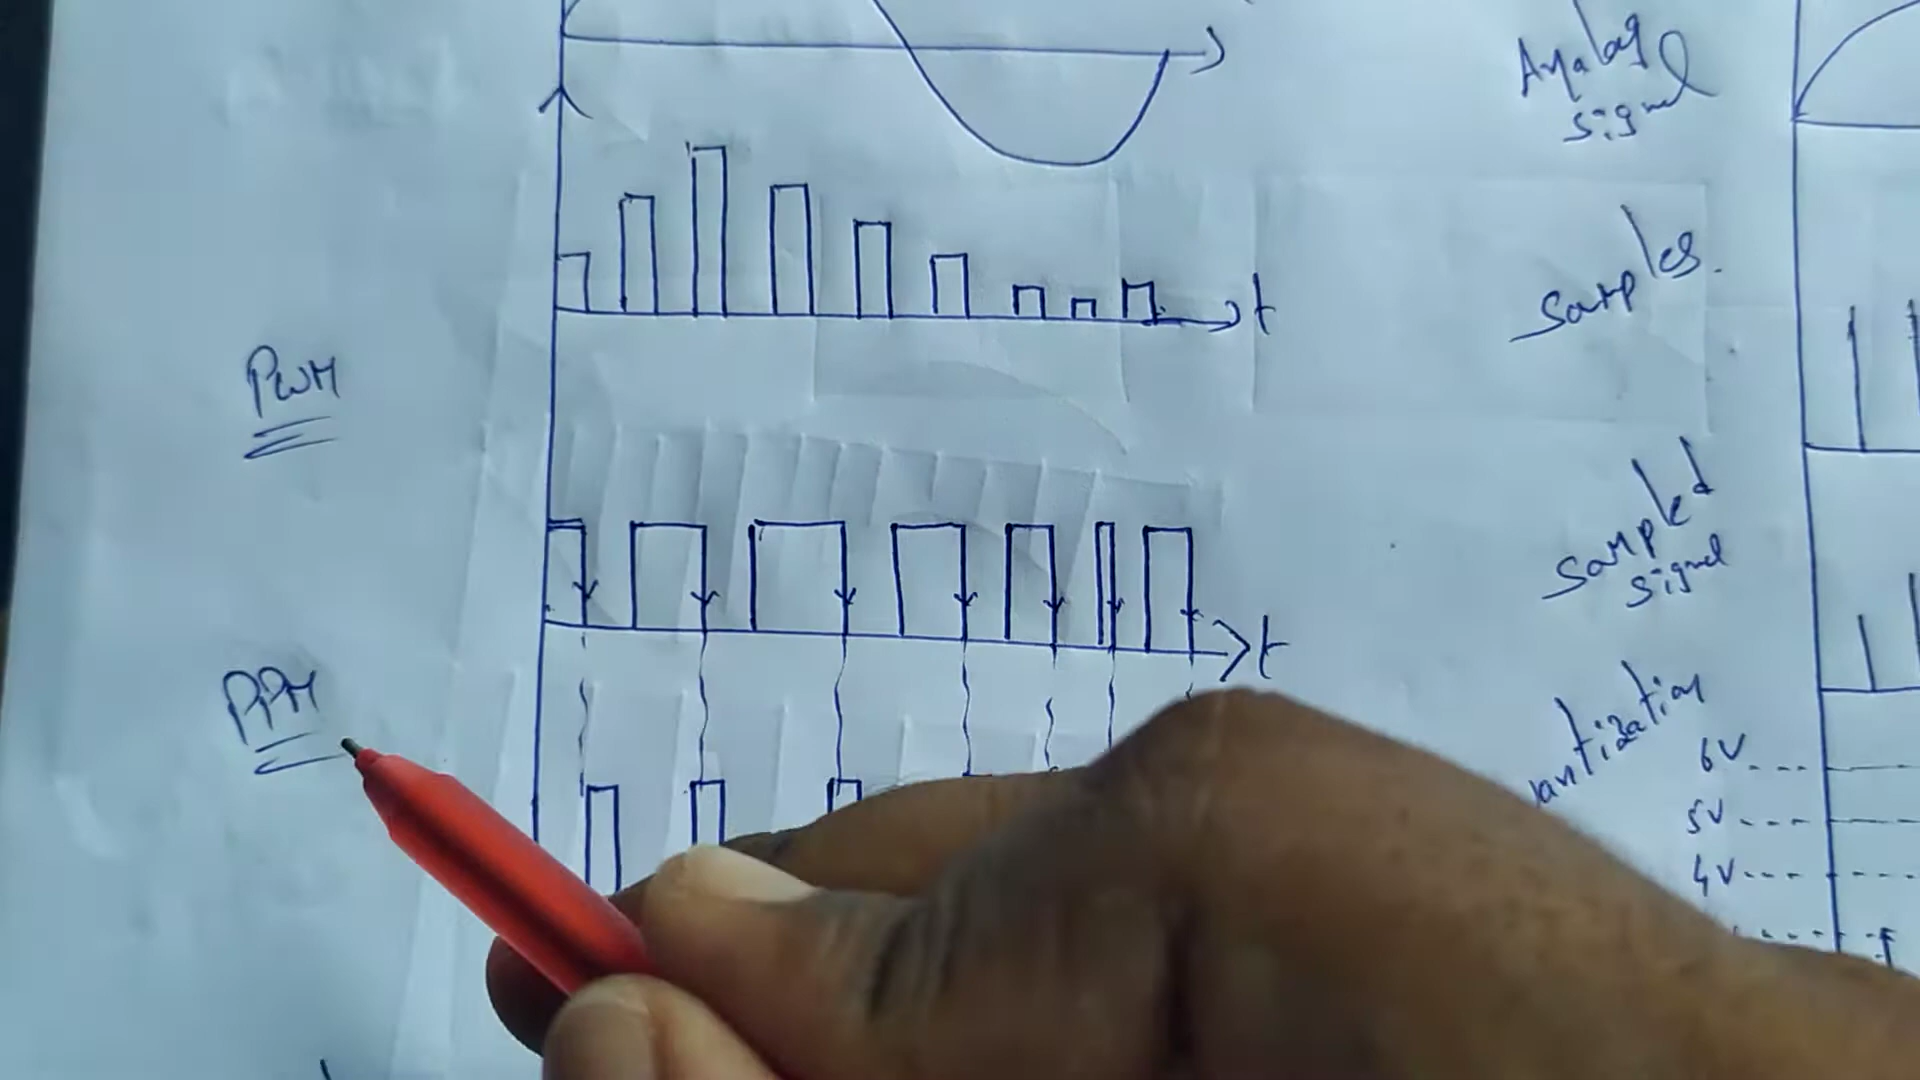 Analog
signal
t
Samples.
PWM
Sampled
signal
t
PPM
6V
5V
4V